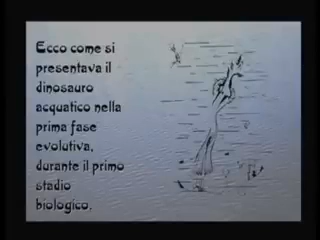 Ecco come si
presentava il
dinosauro
acquatico nella
prima fase
evolutiva,
durante il primo
stadio
biologico.